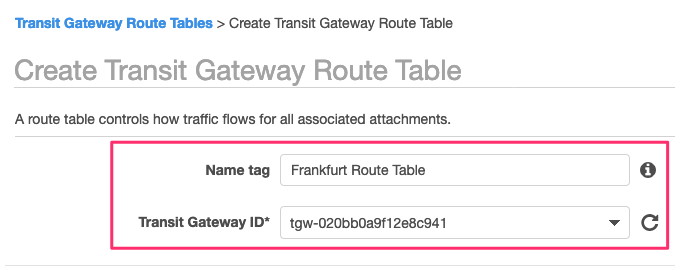 Transit Gateway Route Tables > Create Transit Gateway Route Table
Create Transit Gateway Route Table
A route table controls how traffic flows for all associated attachments.
Name tag Frankfurt Route Table
Transit Gateway ID* tgw-020bb0a9f12e8c941